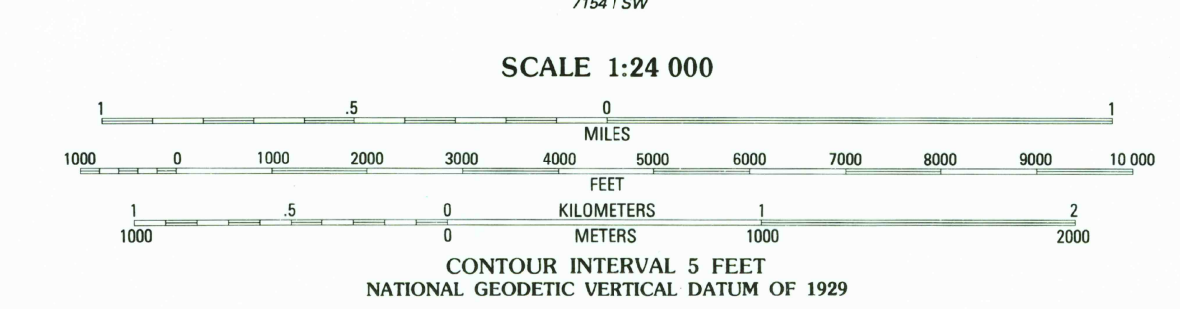 7154 I SW
SCALE 1:24 000
1 .5 0 1
MILES
1000 0 1000 2000 3000 4000 5000 6000 7000 8000 9000 10 000
FEET
1 .5 0 KILOMETERS 1 2
1000 0 METERS 1000 2000
CONTOUR INTERVAL 5 FEET
NATIONAL GEODETIC VERTICAL DATUM OF 1929